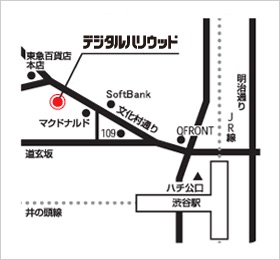 デジタルハリウッド
東急百貨店
本店
SoftBank
文化村通り
マクドナルド
109
QFRONT
明治通り
JR線
道玄坂
ハチ公口
渋谷駅
井の頭線